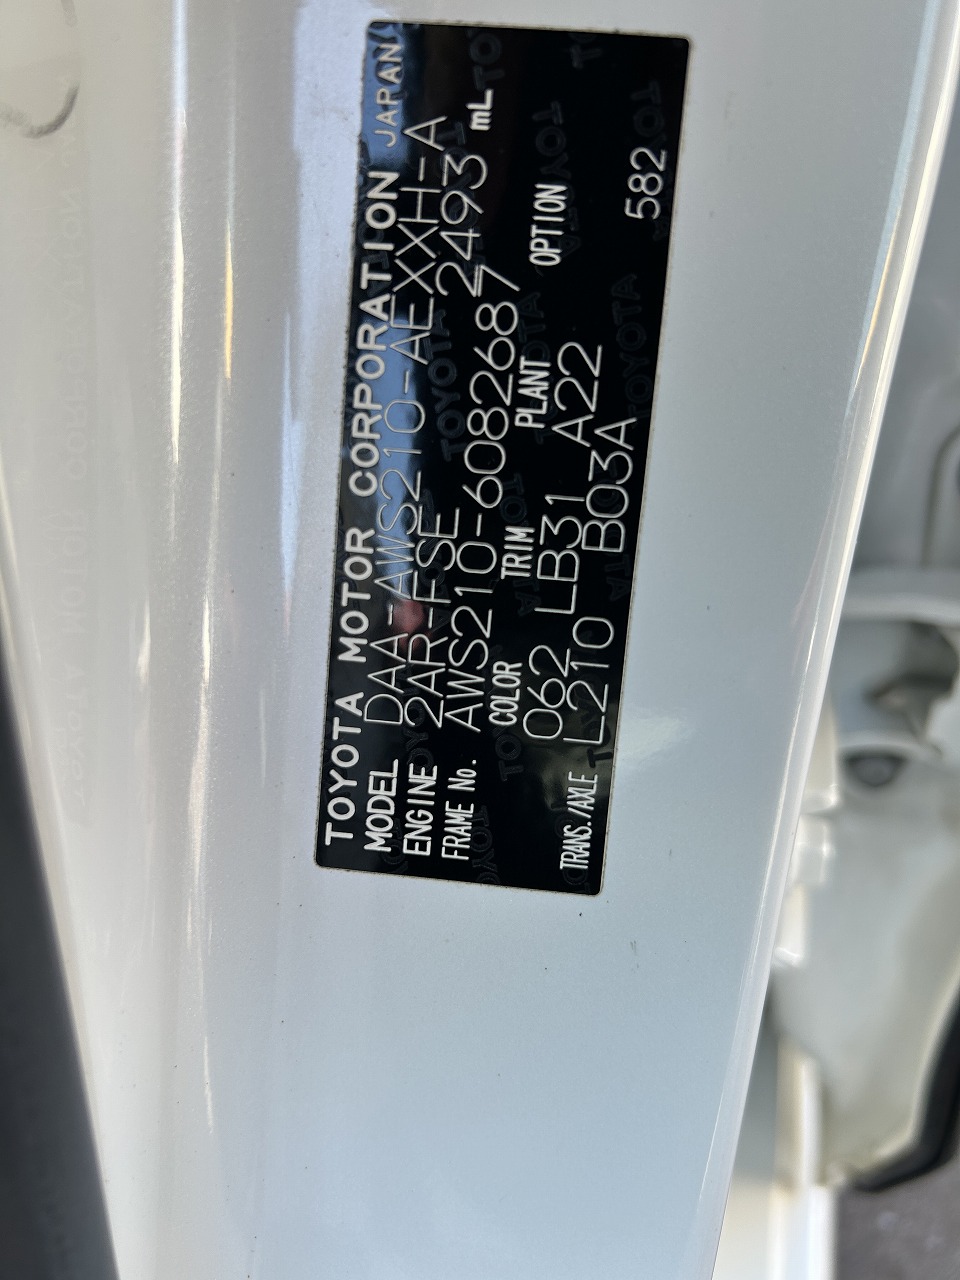 TOYOTA MOTOR CORPORATION JAPAN
MODEL DAA-AWS210-AEXXH-A
ENGINE 2AR-FSE 2493 mL
FRAME No. AWS210-6082687
COLOR TRIM PLANT OPTION
062 LB31 A22
TRANS./AXLE L210 B03A 582